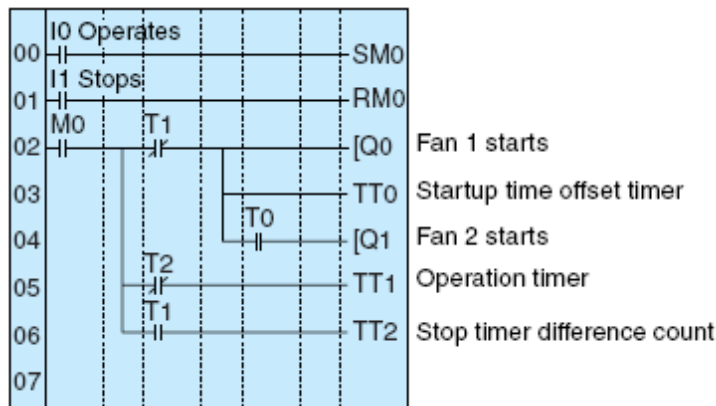 I0 Operates
00 SM0
I1 Stops
01 RM0
M0 T1
02 [Q0 Fan 1 starts
03 TT0 Startup time offset timer
T0
04 [Q1 Fan 2 starts
T2
05 TT1 Operation timer
T1
06 TT2 Stop timer difference count
07